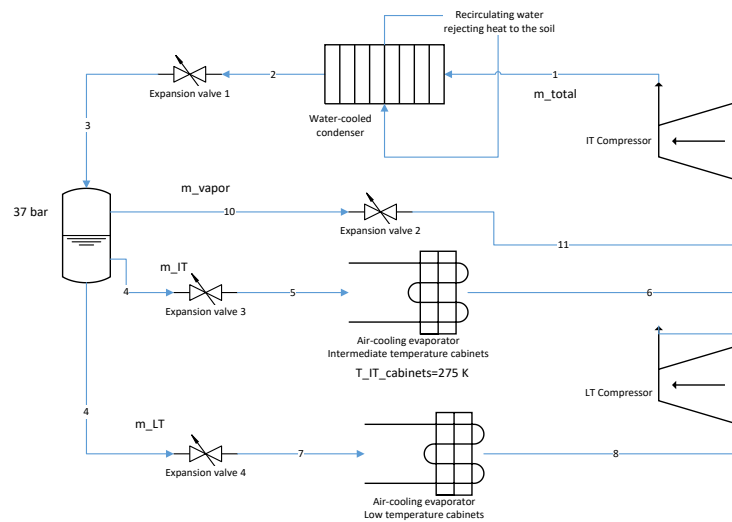 Recirculating water
rejecting heat to the soil
1
2
Expansion valve 1
Water-cooled
condenser
m_total
IT Compressor
3
m_vapor
37 bar
10
Expansion valve 2
11
m_IT
4
5
6
Expansion valve 3
Air-cooling evaporator
Intermediate temperature cabinets
T_IT_cabinets=275 K
LT Compressor
4
m_LT
7
8
Expansion valve 4
Air-cooling evaporator
Low temperature cabinets